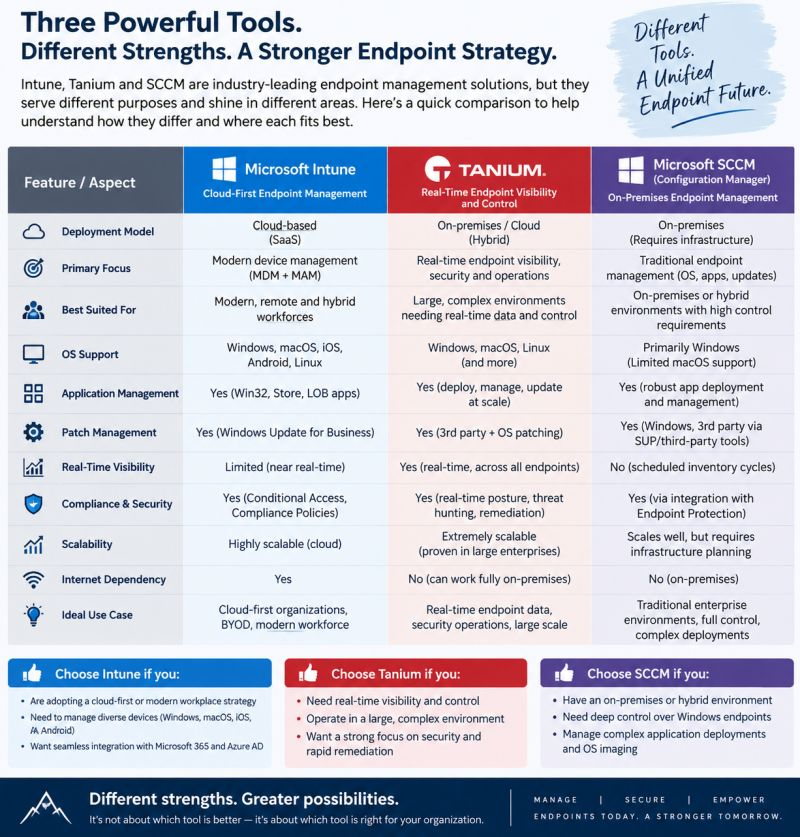 Three Powerful Tools.
Different Strengths. A Stronger Endpoint Strategy.
Intune, Tanium and SCCM are industry-leading endpoint management solutions, but they
serve different purposes and shine in different areas. Here's a quick comparison to help
understand how they differ and where each fits best.
Different
Tools.
A Unified
Endpoint Future.
Feature / Aspect
Microsoft Intune
Cloud-First Endpoint Management
TANIUM.
Real-Time Endpoint Visibility
and Control
Microsoft SCCM
(Configuration Manager)
On-Premises Endpoint Management
Deployment Model
Cloud-based
(SaaS)
On-premises / Cloud
(Hybrid)
On-premises
(Requires infrastructure)
Primary Focus
Modern device management
(MDM + MAM)
Real-time endpoint visibility,
security and operations
Traditional endpoint
management (OS, apps, updates)
Best Suited For
Modern, remote and hybrid
workforces
Large, complex environments
needing real-time data and control
On-premises or hybrid
environments with high control
requirements
OS Support
Windows, macOS, iOS,
Android, Linux
Windows, macOS, Linux
(and more)
Primarily Windows
(Limited macOS support)
Application Management
Yes (Win32, Store, LOB apps)
Yes (deploy, manage, update
at scale)
Yes (robust app deployment
and management)
Patch Management
Yes (Windows Update for Business)
Yes (3rd party + OS patching)
Yes (Windows, 3rd party via
SUP/third-party tools)
Real-Time Visibility
Limited (near real-time)
Yes (real-time, across all endpoints)
No (scheduled inventory cycles)
Compliance & Security
Yes (Conditional Access,
Compliance Policies)
Yes (real-time posture, threat
hunting, remediation)
Yes (via integration with
Endpoint Protection)
Scalability
Highly scalable (cloud)
Extremely scalable
(proven in large enterprises)
Scales well, but requires
infrastructure planning
Internet Dependency
Yes
No (can work fully on-premises)
No (on-premises)
Ideal Use Case
Cloud-first organizations,
BYOD, modern workforce
Real-time endpoint data,
security operations, large scale
Traditional enterprise
environments, full control,
complex deployments
Choose Intune if you:
• Are adopting a cloud-first or modern workplace strategy
• Need to manage diverse devices (Windows, macOS, iOS,
Android)
• Want seamless integration with Microsoft 365 and Azure AD
Choose Tanium if you:
• Need real-time visibility and control
• Operate in a large, complex environment
• Want a strong focus on security and
rapid remediation
Choose SCCM if you:
• Have an on-premises or hybrid environment
• Need deep control over Windows endpoints
• Manage complex application deployments
and OS imaging
Different strengths. Greater possibilities.
It's not about which tool is better — it's about which tool is right for your organization.
MANAGE | SECURE | EMPOWER
ENDPOINTS TODAY. A STRONGER TOMORROW.